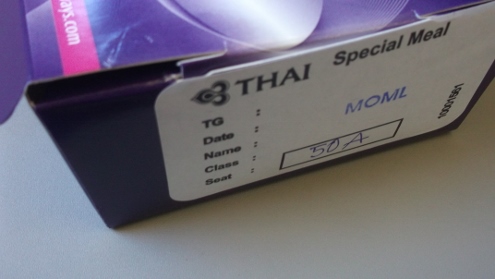 ays.com
THAI Special Meal
TG :
MOML
Date :
Name :
Class :
50A
Seat :